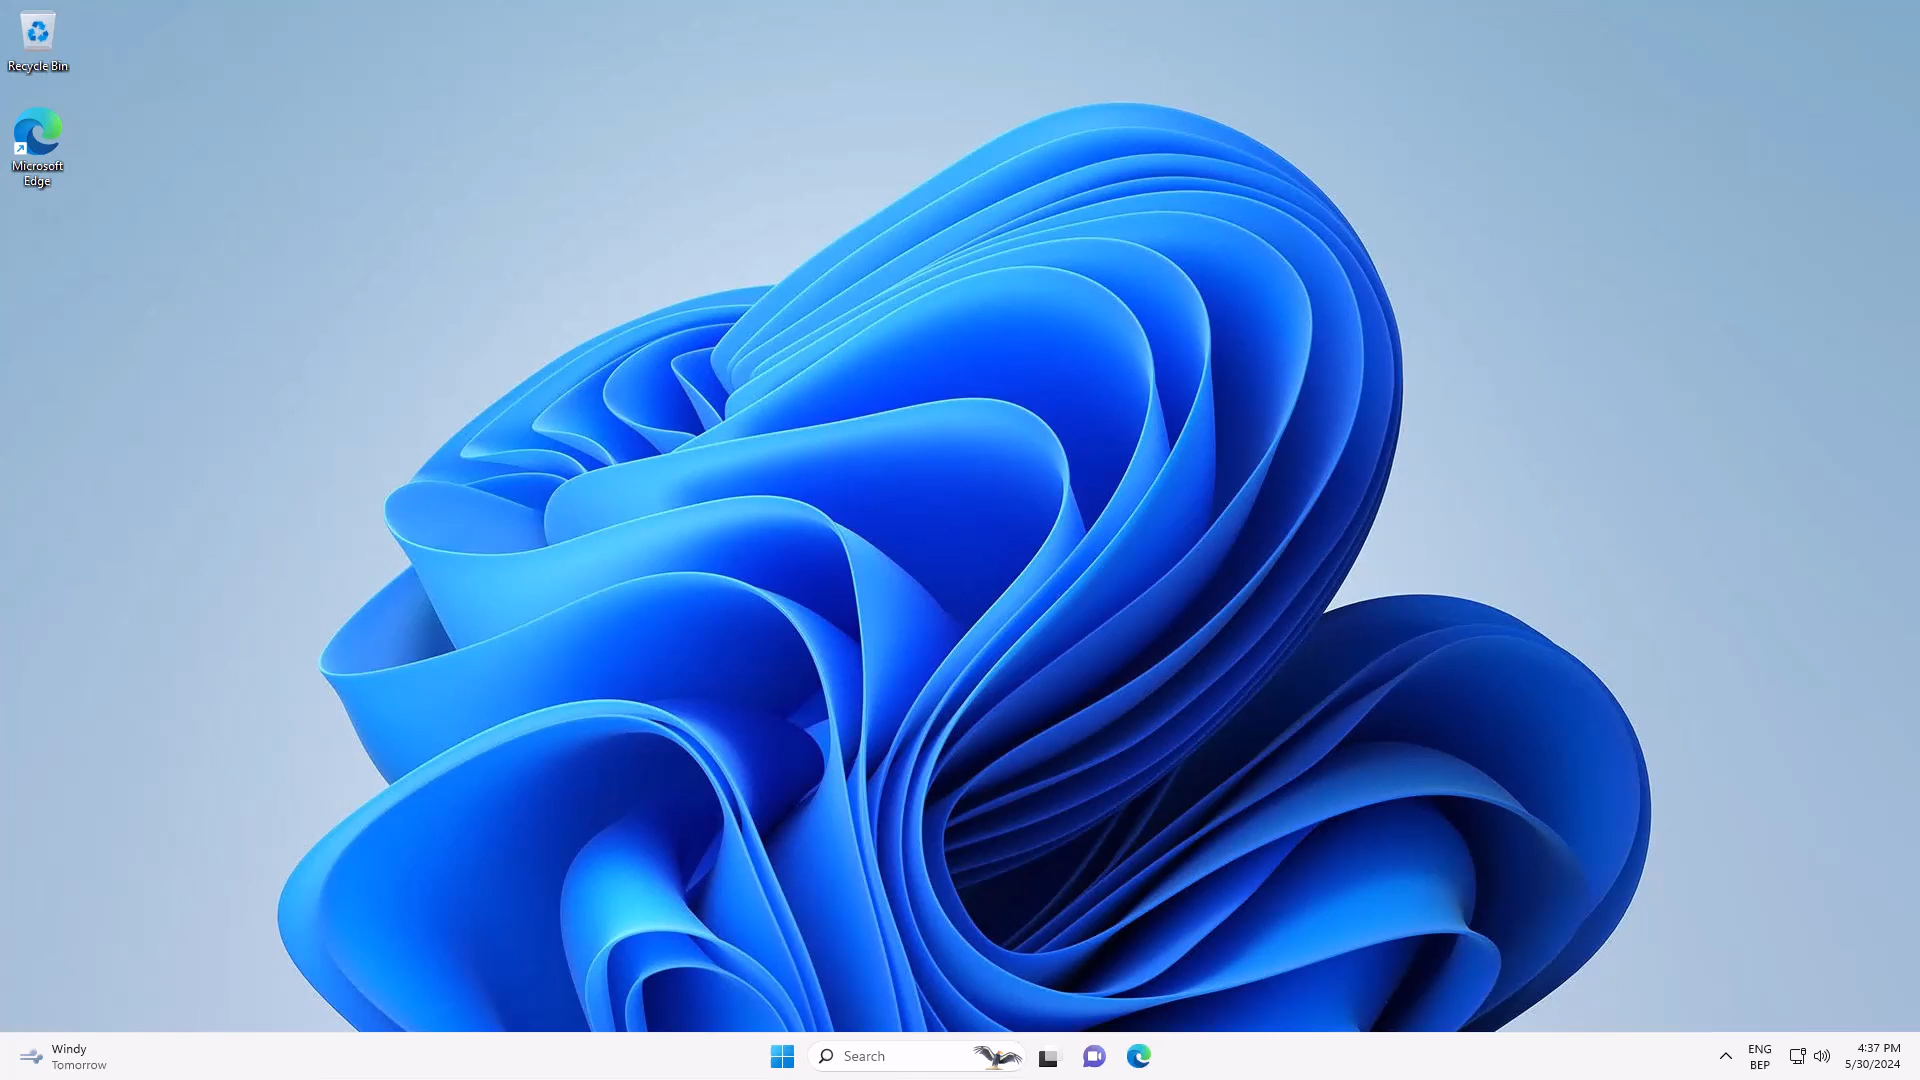 Recycle Bin
Microsoft
Edge
Windy
Tomorrow
Search
ENG
BEP
4:37 PM
5/30/2024